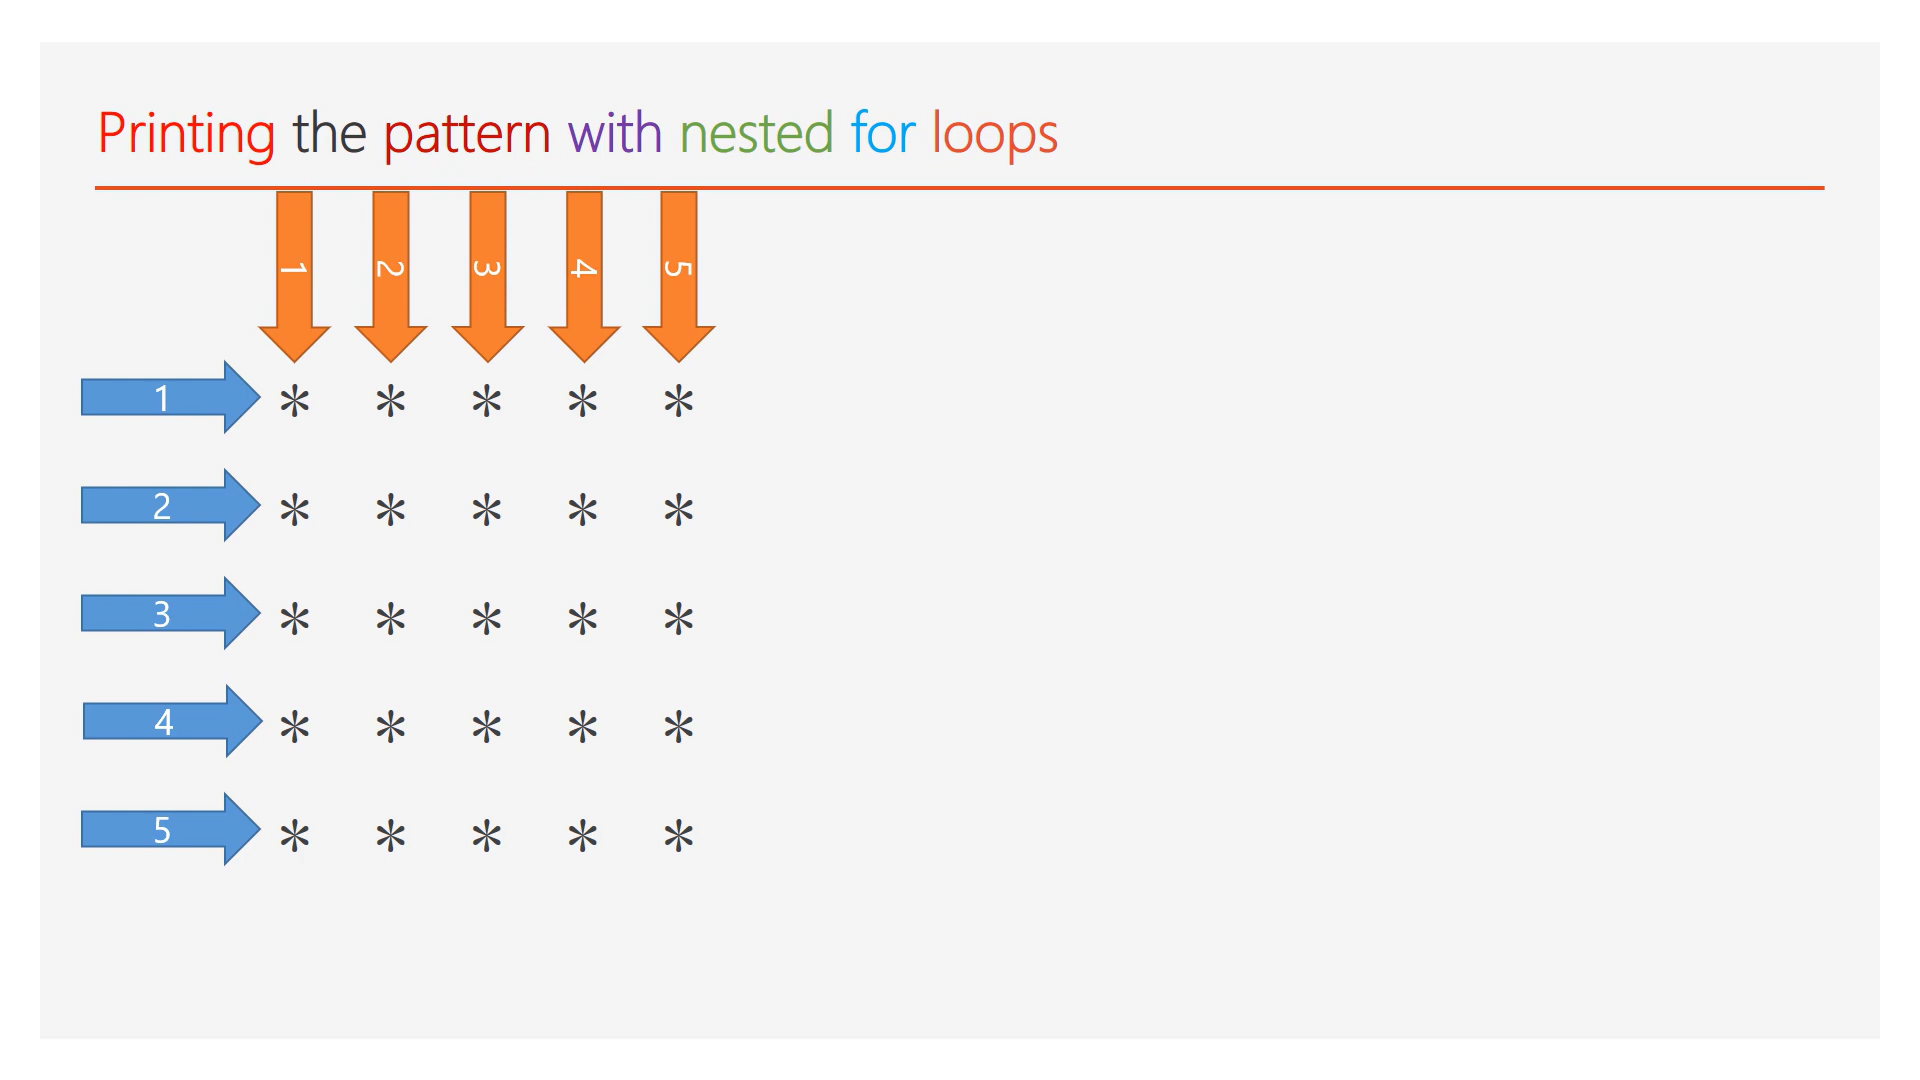 Printing the pattern with nested for loops
1 2 3 4 5
1 * * * * *
2 * * * * *
3 * * * * *
4 * * * * *
5 * * * * *